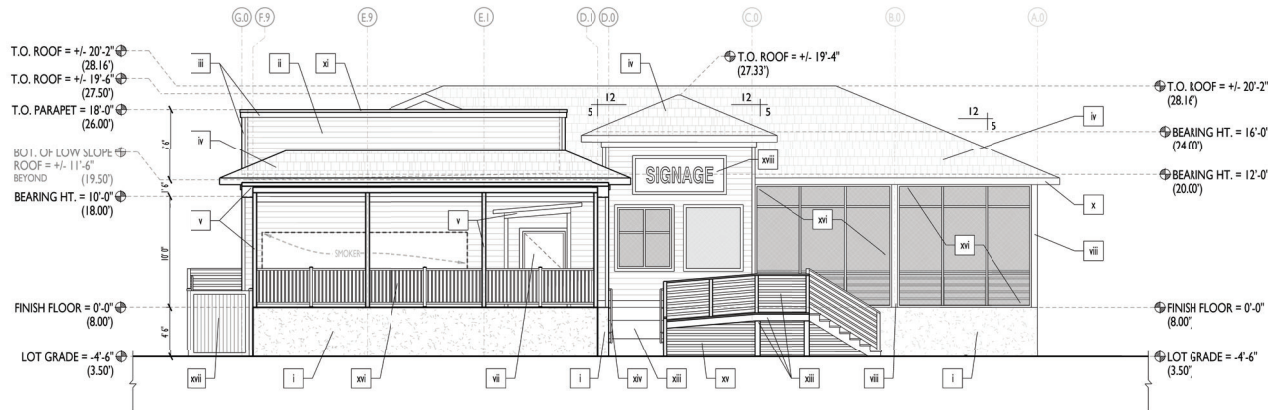 G.0 F.9 E.9 E.1 D.1 D.0 C.0 B.0 A.0
T.O. ROOF = +/- 20'-2"
(28.16')
T.O. ROOF = +/- 19'-6"
(27.50')
T.O. PARAPET = 18'-0"
(26.00')
BOT. OF LOW SLOPE
ROOF = +/- 11'-6"
BEYOND (19.50')
BEARING HT. = 10'-0"
(18.00')
FINISH FLOOR = 0'-0"
(8.00')
LOT GRADE = -4'-6"
(3.50')
iii ii xi iv
T.O. ROOF = +/- 19'-4"
(27.33')
12
5
12
5
12
5
iv
iv
xviii
SIGNAGE
v
v
xvi
xvi
x
viii
SMOKER
10'0"
4'6"
xvii i xvi vii i xiv xiii xv xiii viii i
T.O. ROOF = +/- 20'-2"
BEARING HT. = 16'-0"
BEARING HT. = 12'-0"
(20.00')
FINISH FLOOR = 0'-0"
(8.00')
LOT GRADE = -4'-6"